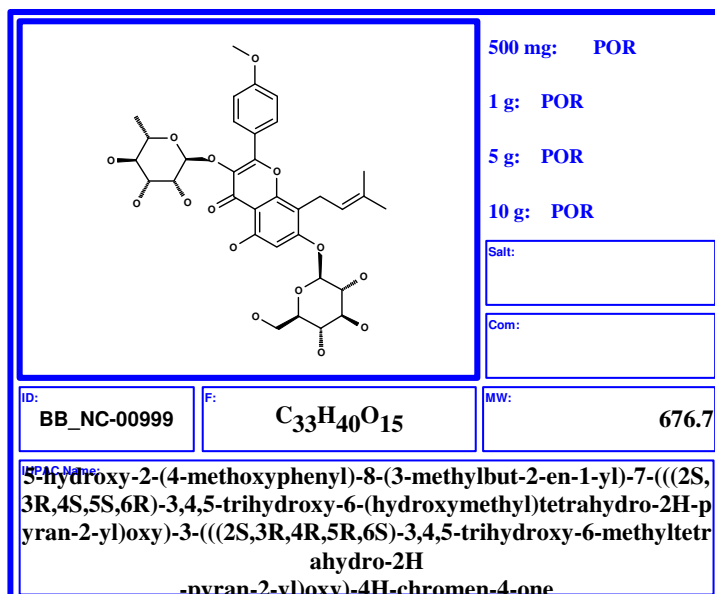 500 mg: POR
1 g: POR
5 g: POR
10 g: POR
Salt:
Com:
ID:
BB_NC-00999
F:
C33H40O15
MW:
676.7
IUPAC Name:
5-hydroxy-2-(4-methoxyphenyl)-8-(3-methylbut-2-en-1-yl)-7-(((2S,
3R,4S,5S,6R)-3,4,5-trihydroxy-6-(hydroxymethyl)tetrahydro-2H-p
yran-2-yl)oxy)-3-(((2S,3R,4R,5R,6S)-3,4,5-trihydroxy-6-methyltetr
ahydro-2H
-pyran-2-yl)oxy)-4H-chromen-4-one